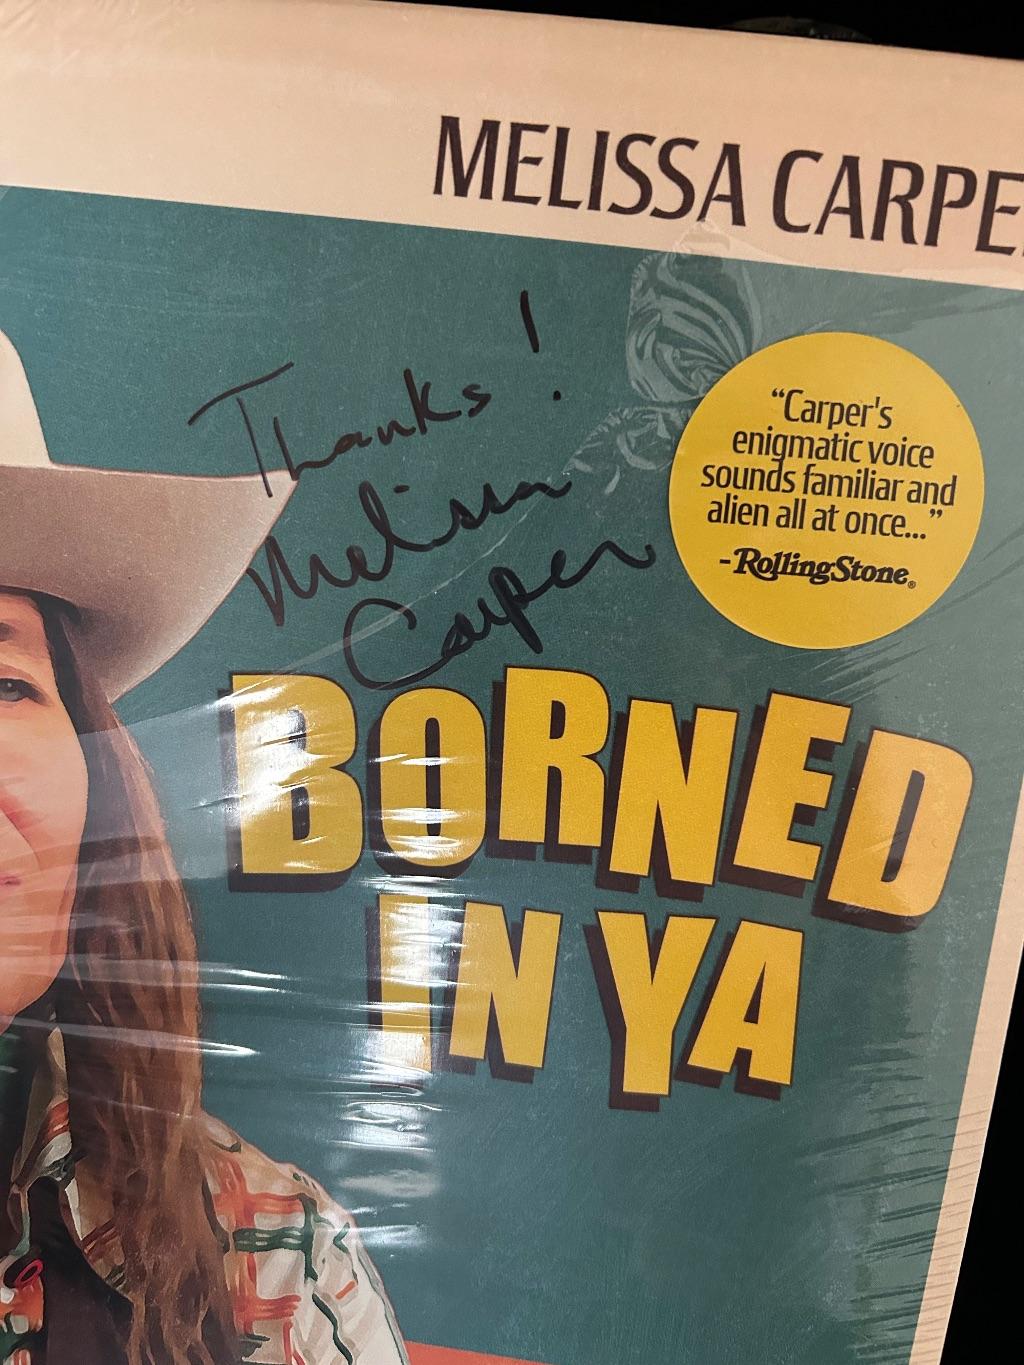 MELISSA CARPE
Thanks!
Melissa
Carper
"Carper's
enigmatic voice
sounds familiar and
alien all at once..."
-RollingStone®
BORNED
IN YA